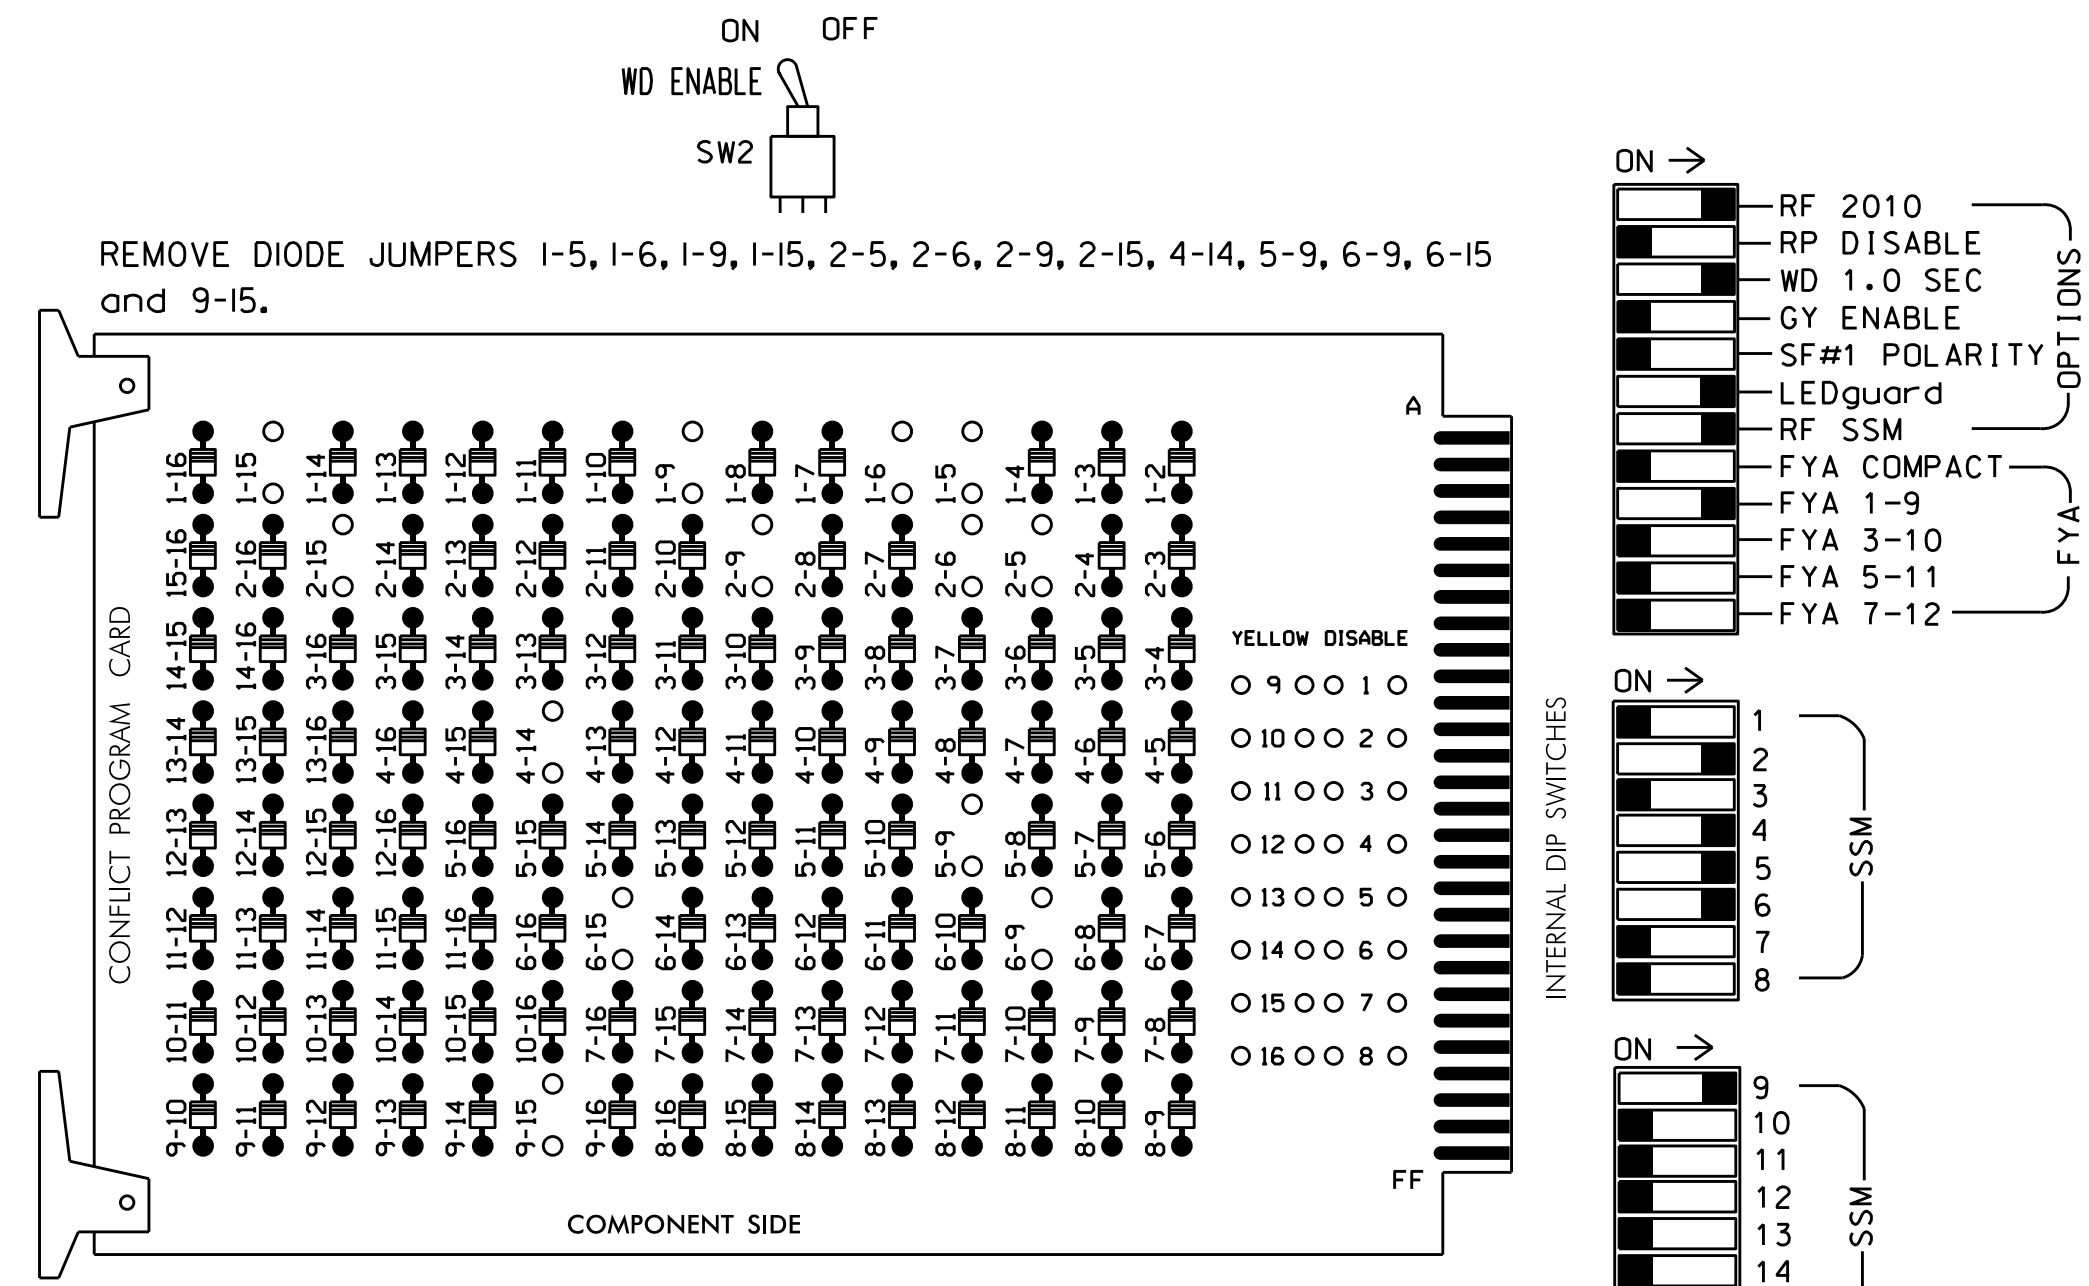 ON OFF
WD ENABLE
SW2
REMOVE DIODE JUMPERS 1-5, 1-6, 1-9, 1-15, 2-5, 2-6, 2-9, 2-15, 4-14, 5-9, 6-9, 6-15
and 9-15.
CONFLICT PROGRAM CARD
A
1-16 1-15 1-14 1-13 1-12 1-11 1-10 1-9 1-8 1-7 1-6 1-5 1-4 1-3 1-2
15-16 2-16 2-15 2-14 2-13 2-12 2-11 2-10 2-9 2-8 2-7 2-6 2-5 2-4 2-3
14-15 14-16 3-16 3-15 3-14 3-13 3-12 3-11 3-10 3-9 3-8 3-7 3-6 3-5 3-4
13-14 13-15 13-16 4-16 4-15 4-14 4-13 4-12 4-11 4-10 4-9 4-8 4-7 4-6 4-5
12-13 12-14 12-15 12-16 5-16 5-15 5-14 5-13 5-12 5-11 5-10 5-9 5-8 5-7 5-6
11-12 11-13 11-14 11-15 11-16 6-16 6-15 6-14 6-13 6-12 6-11 6-10 6-9 6-8 6-7
10-11 10-12 10-13 10-14 10-15 10-16 7-16 7-15 7-14 7-13 7-12 7-11 7-10 7-9 7-8
9-10 9-11 9-12 9-13 9-14 9-15 9-16 8-16 8-15 8-14 8-13 8-12 8-11 8-10 8-9
YELLOW DISABLE
9 1
10 2
11 3
12 4
13 5
14 6
15 7
16 8
FF
COMPONENT SIDE
INTERNAL DIP SWITCHES
ON
RF 2010
RP DISABLE
WD 1.0 SEC
GY ENABLE
SF#1 POLARITY
LEDguard
RF SSM
OPTIONS
FYA COMPACT
FYA 1-9
FYA 3-10
FYA 5-11
FYA 7-12
FYA
ON
1
2
3
4
5
6
7
8
SSM
ON
9
10
11
12
13
14
SSM